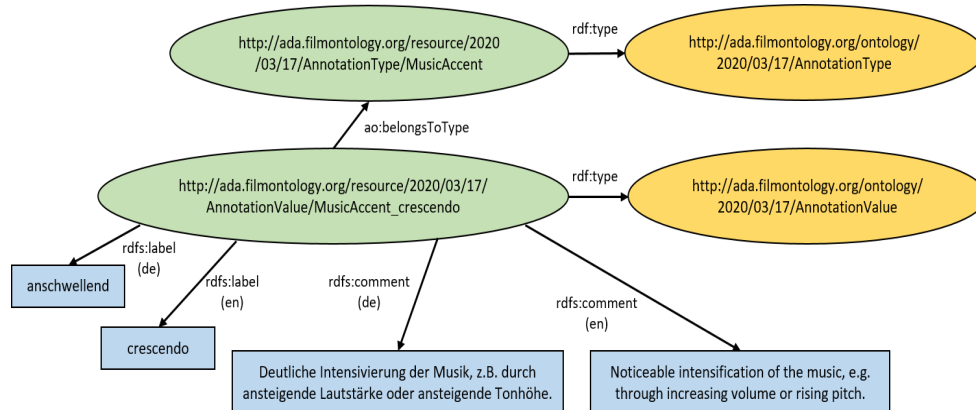 http://ada.filmontology.org/resource/2020
/03/17/AnnotationType/MusicAccent
rdf:type
http://ada.filmontology.org/ontology/
2020/03/17/AnnotationType
ao:belongsToType
http://ada.filmontology.org/resource/2020/03/17/
AnnotationValue/MusicAccent_crescendo
rdf:type
http://ada.filmontology.org/ontology/
2020/03/17/AnnotationValue
rdfs:label
(de)
rdfs:label
(en)
rdfs:comment
(de)
rdfs:comment
(en)
anschwellend
crescendo
Deutliche Intensivierung der Musik, z.B. durch
ansteigende Lautstärke oder ansteigende Tonhöhe.
Noticeable intensification of the music, e.g.
through increasing volume or rising pitch.